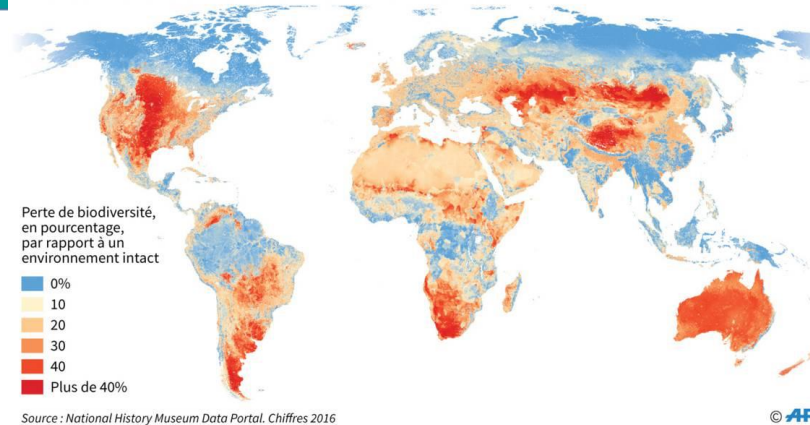 Perte de biodiversité,
en pourcentage,
par rapport à un
environnement intact
0%
10
20
30
40
Plus de 40%
Source : National History Museum Data Portal. Chiffres 2016
©